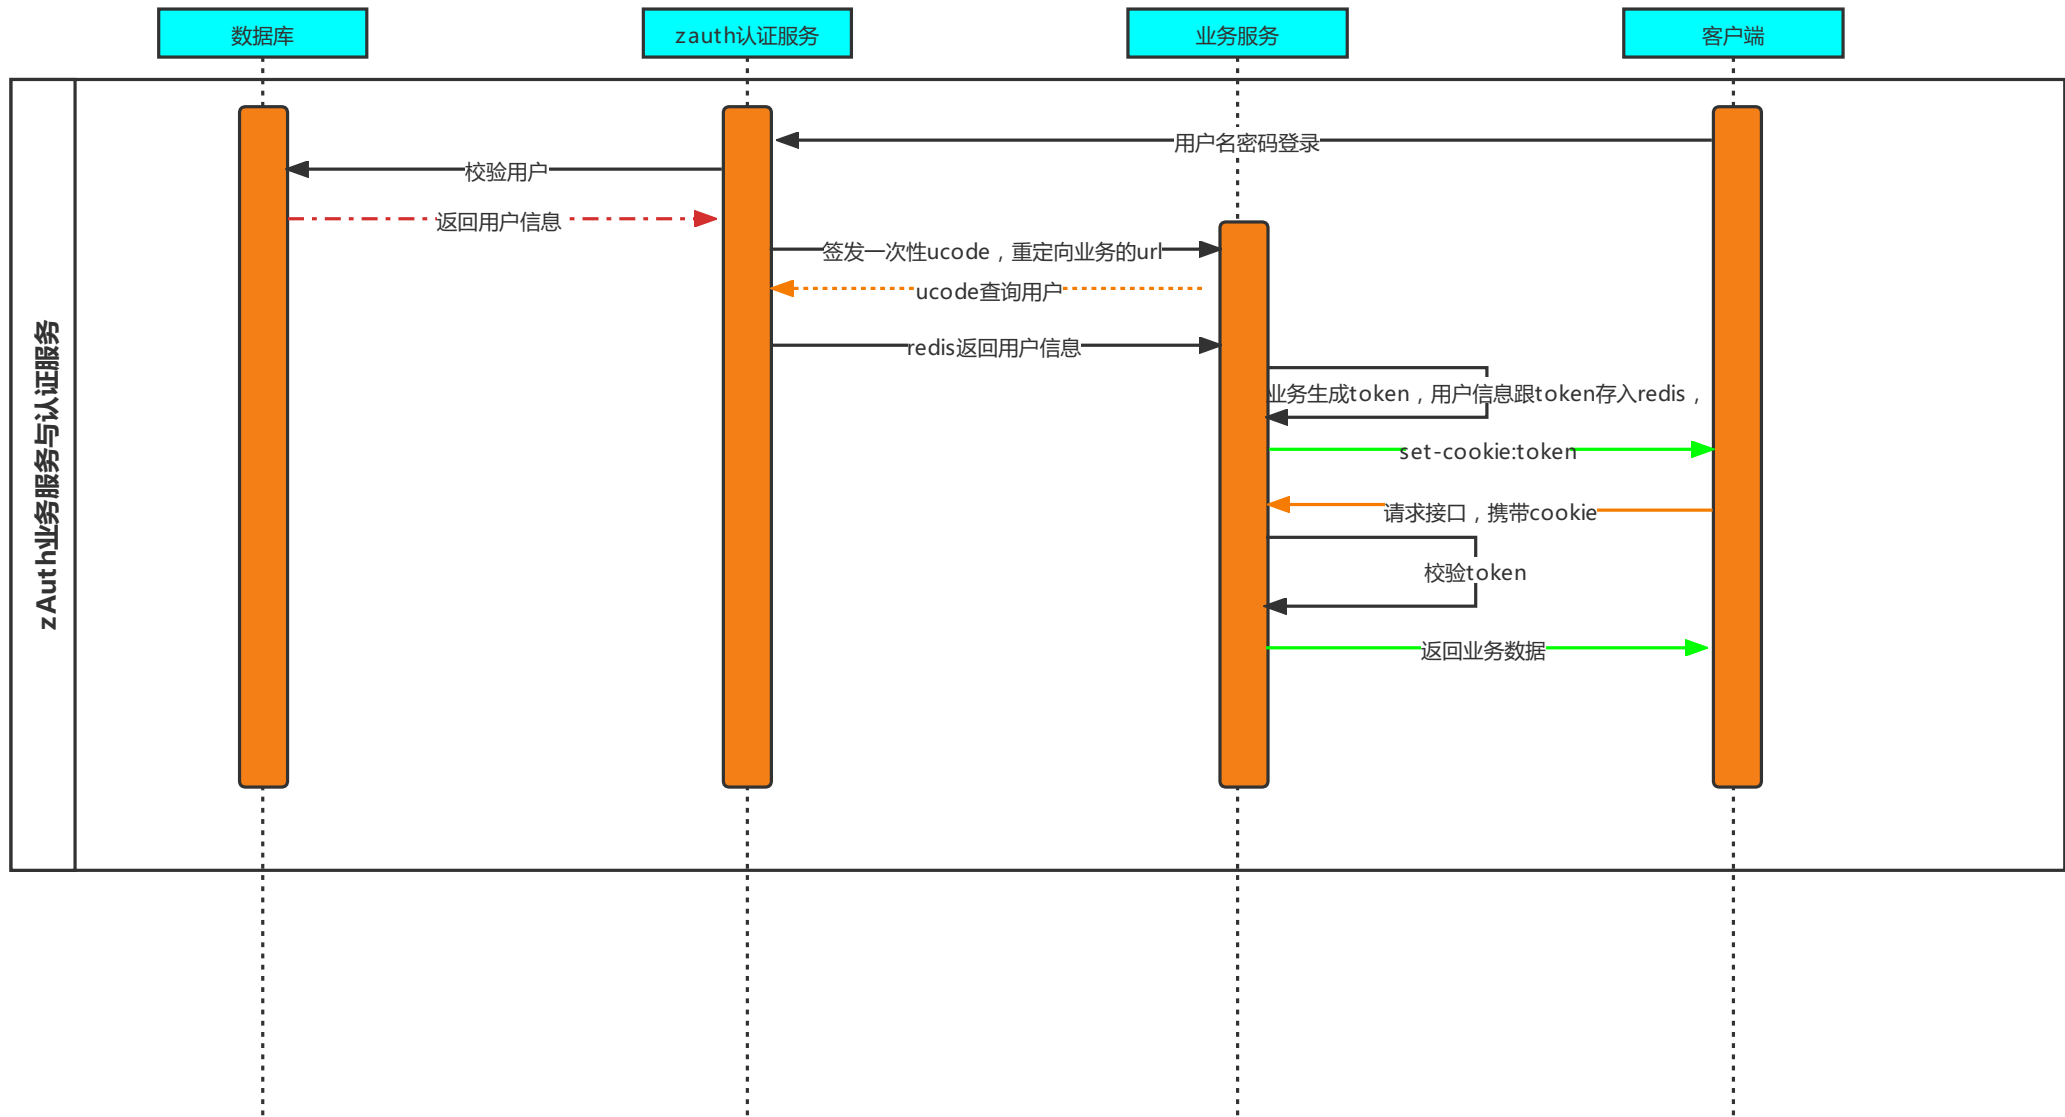 数据库
zauth认证服务
业务服务
客户端
zAuth业务服务与认证服务
用户名密码登录
校验用户
返回用户信息
签发一次性ucode，重定向业务的url
ucode查询用户
redis返回用户信息
业务生成token，用户信息跟token存入redis，
set-cookie:token
请求接口，携带cookie
校验token
返回业务数据